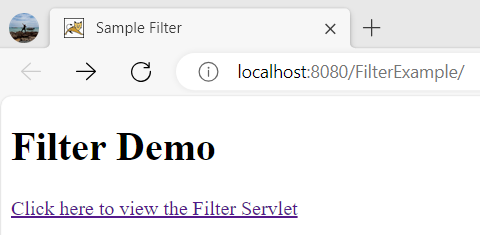 Sample Filter
localhost:8080/FilterExample/
Filter Demo
Click here to view the Filter Servlet